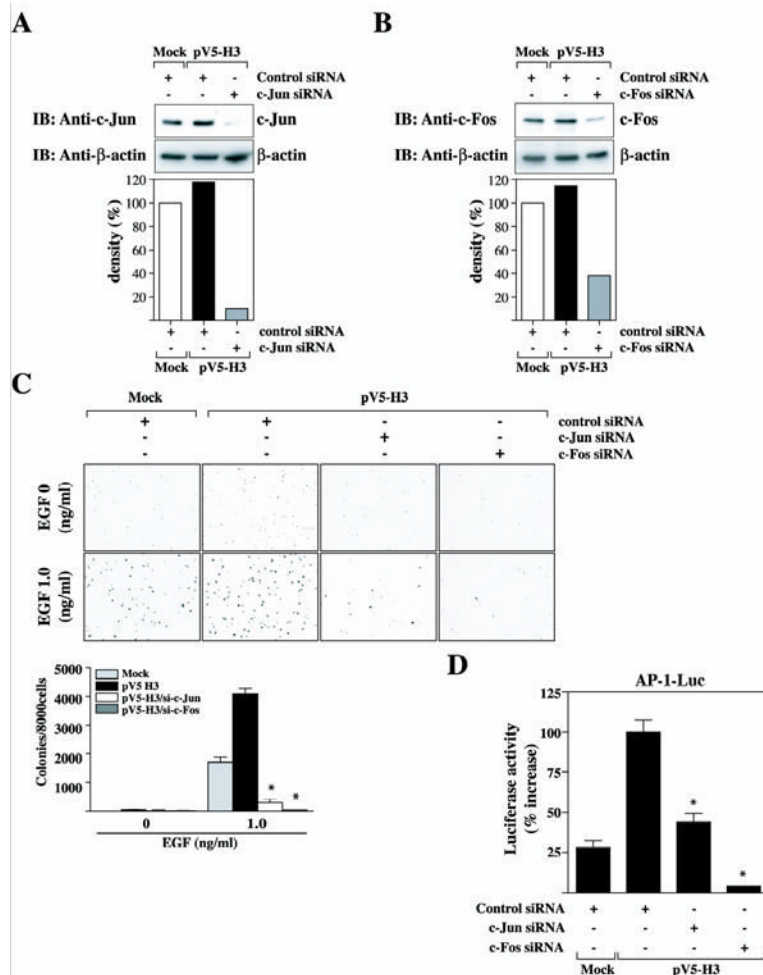 A
Mock pV5-H3
+ + - Control siRNA
- - + c-Jun siRNA
IB: Anti-c-Jun c-Jun
IB: Anti-β-actin β-actin
density (%)
120
100
80
60
40
20
+ + - control siRNA
- - + c-Jun siRNA
Mock pV5-H3
B
Mock pV5-H3
+ + - Control siRNA
- - + c-Fos siRNA
IB: Anti-c-Fos c-Fos
IB: Anti-β-actin β-actin
density (%)
120
100
80
60
40
20
+ + - control siRNA
- - + c-Fos siRNA
Mock pV5-H3
C
Mock pV5-H3
+ + - - control siRNA
- - + - c-Jun siRNA
- - - + c-Fos siRNA
EGF 0
(ng/ml)
EGF 1.0
(ng/ml)
Colonies/8000cells
5000
4000
3000
2000
1000
Mock
pV5 H3
pV5-H3/si-c-Jun
pV5-H3/si-c-Fos
* *
0 1.0
EGF (ng/ml)
D
AP-1-Luc
Luciferase activity
(% increase)
125
100
75
50
25
*
*
Control siRNA + + - -
c-Jun siRNA - - + -
c-Fos siRNA - - - +
Mock pV5-H3